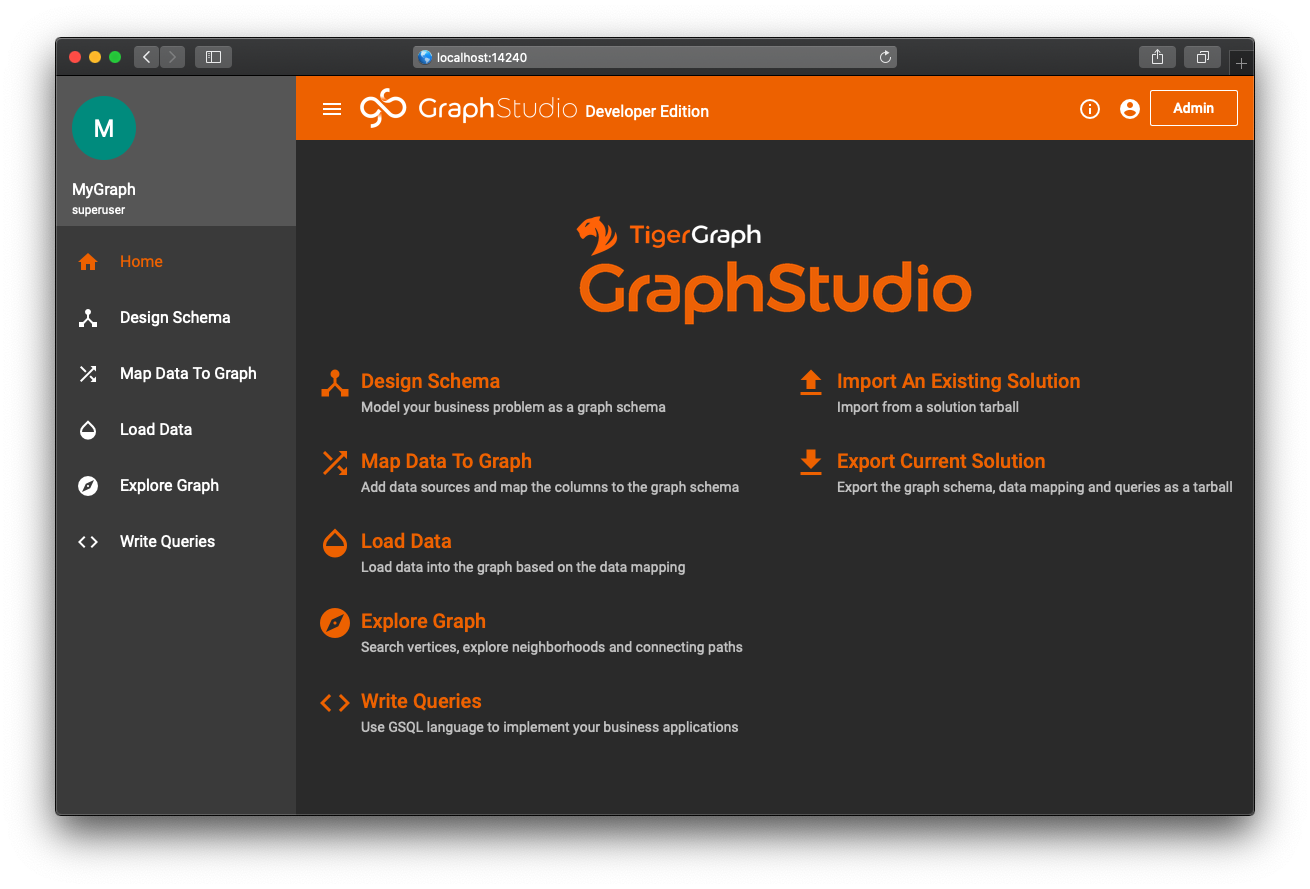 localhost:14240
M
MyGraph
superuser
Home
Design Schema
Map Data To Graph
Load Data
Explore Graph
Write Queries
GraphStudio Developer Edition
Admin
TigerGraph
GraphStudio
Design Schema
Model your business problem as a graph schema
Map Data To Graph
Add data sources and map the columns to the graph schema
Load Data
Load data into the graph based on the data mapping
Explore Graph
Search vertices, explore neighborhoods and connecting paths
Write Queries
Use GSQL language to implement your business applications
Import An Existing Solution
Import from a solution tarball
Export Current Solution
Export the graph schema, data mapping and queries as a tarball